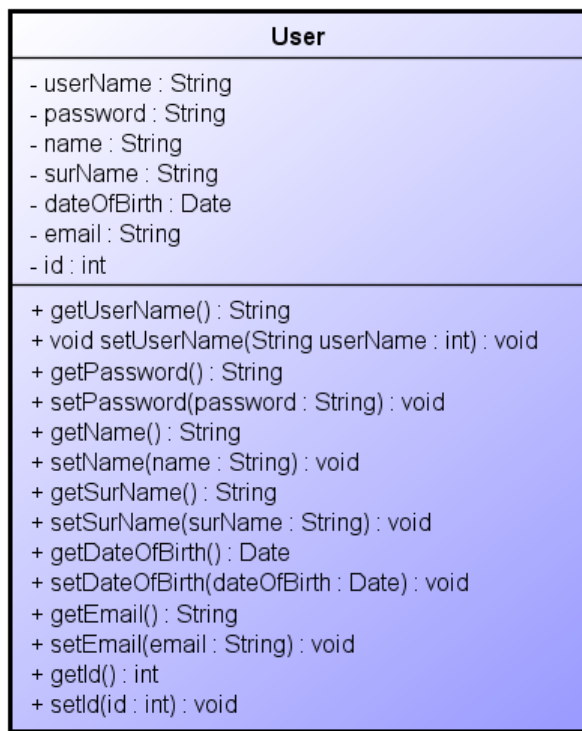 User
- userName : String
- password : String
- name : String
- surName : String
- dateOfBirth : Date
- email : String
- id : int
+ getUserName() : String
+ void setUserName(String userName : int) : void
+ getPassword() : String
+ setPassword(password : String) : void
+ getName() : String
+ setName(name : String) : void
+ getSurName() : String
+ setSurName(surName : String) : void
+ getDateOfBirth() : Date
+ setDateOfBirth(dateOfBirth : Date) : void
+ getEmail() : String
+ setEmail(email : String) : void
+ getId() : int
+ setId(id : int) : void